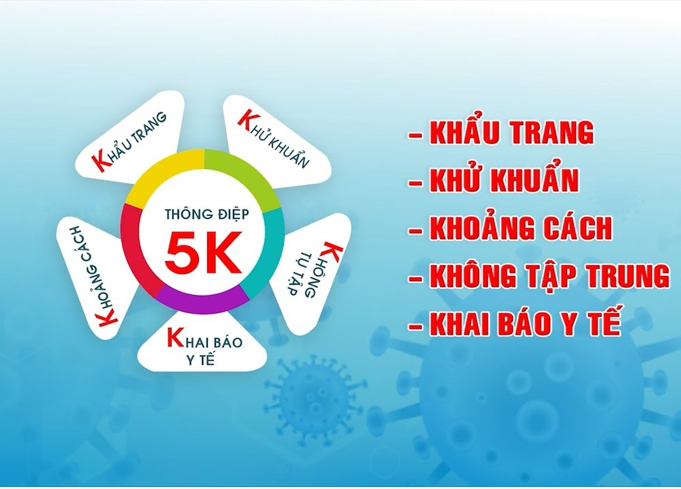 KHẨU TRANG
KHỬ KHUẨN
KHOẢNG CÁCH
THÔNG ĐIỆP
5K
KHÔNG
TỤ TẬP
KHAI BÁO
Y TẾ
- KHẨU TRANG
- KHỬ KHUẨN
- KHOẢNG CÁCH
- KHÔNG TẬP TRUNG
- KHAI BÁO Y TẾ